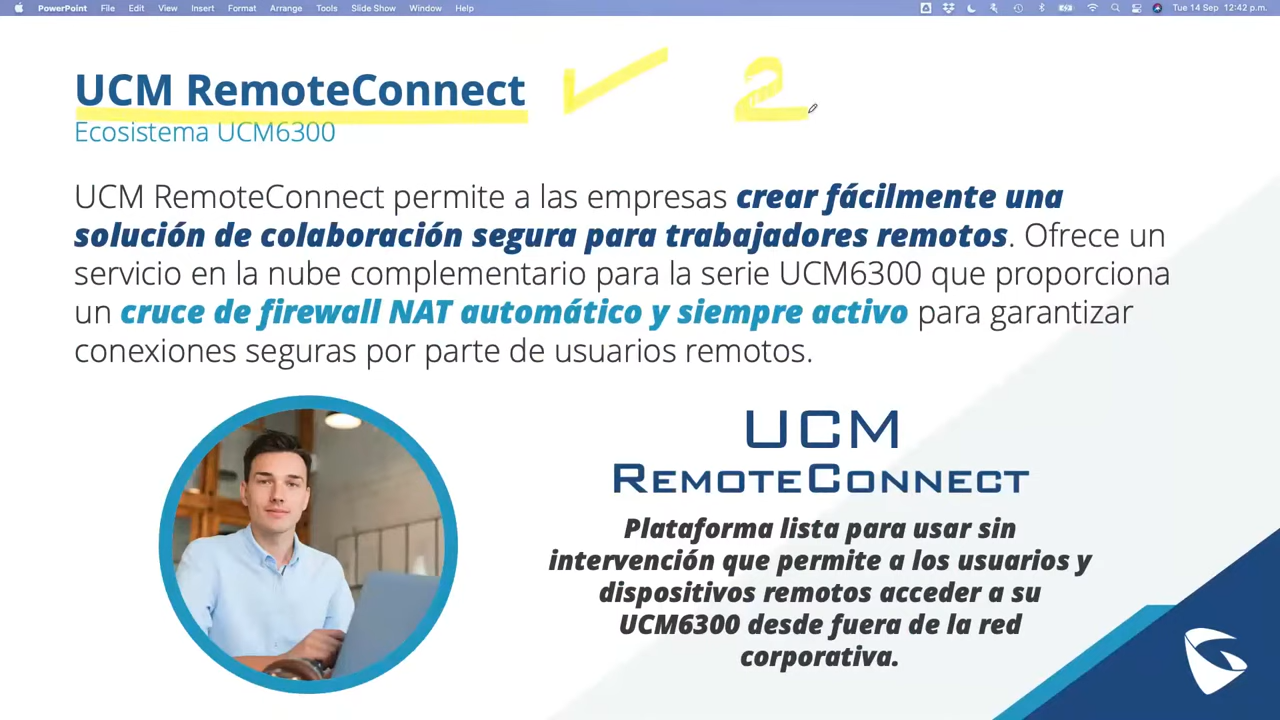 PowerPoint File Edit View Insert Format Arrange Tools Slide Show Window Help Tue 14 Sep 12:42 p.m.
UCM RemoteConnect 2
Ecosistema UCM6300
UCM RemoteConnect permite a las empresas crear fácilmente una
solución de colaboración segura para trabajadores remotos. Ofrece un
servicio en la nube complementario para la serie UCM6300 que proporciona
un cruce de firewall NAT automático y siempre activo para garantizar
conexiones seguras por parte de usuarios remotos.
UCM
REMOTECONNECT
Plataforma lista para usar sin
intervención que permite a los usuarios y
dispositivos remotos acceder a su
UCM6300 desde fuera de la red
corporativa.